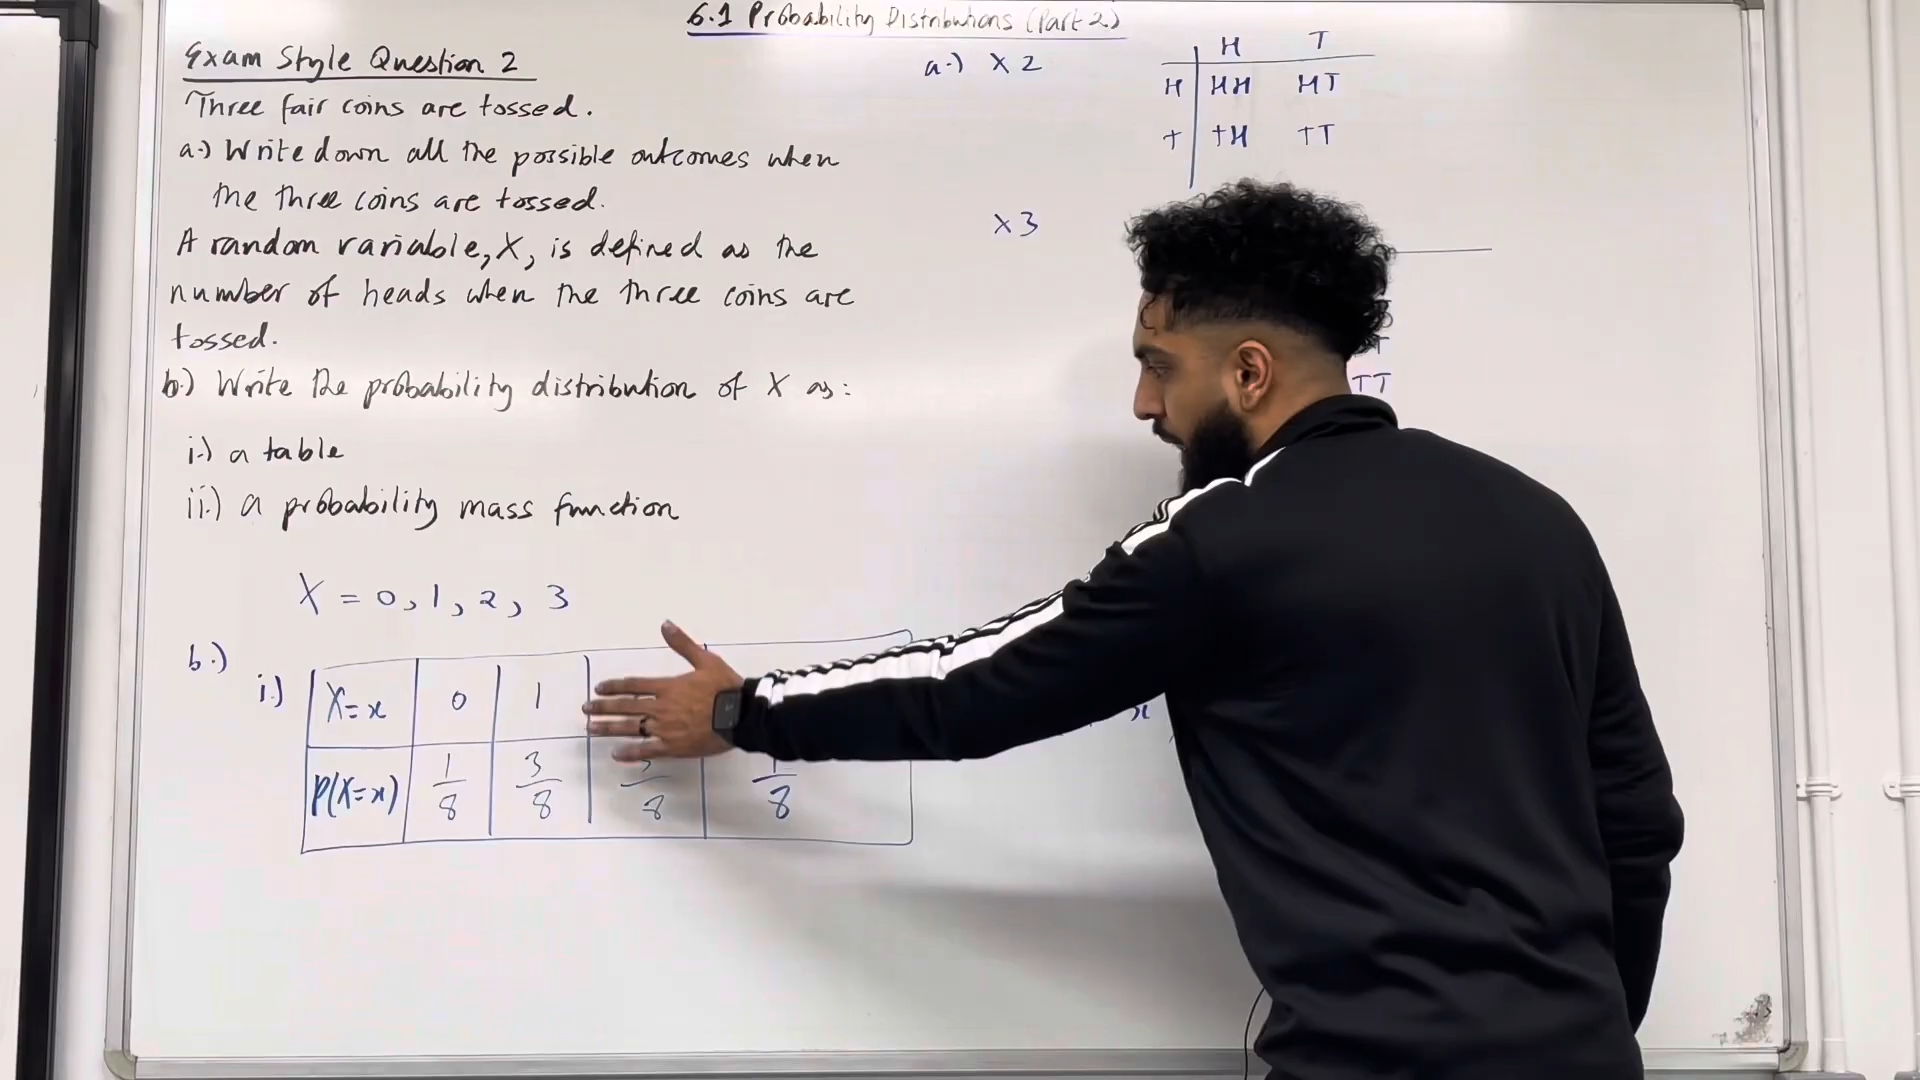 6.1 Probability Distributions (Part 2)
Exam Style Question 2
Three fair coins are tossed.
a.) Write down all the possible outcomes when
the three coins are tossed.
A random variable, X, is defined as the
number of heads when the three coins are
tossed.
b.) Write the probability distribution of X as:
i.) a table
ii.) a probability mass function
X = 0, 1, 2, 3
b.)
i.) X=x 0 1
P(X=x) 1/8 3/8 3/8 1/8
a.) x 2
H T
H HH HT
T TH TT
x 3
T
TT
x